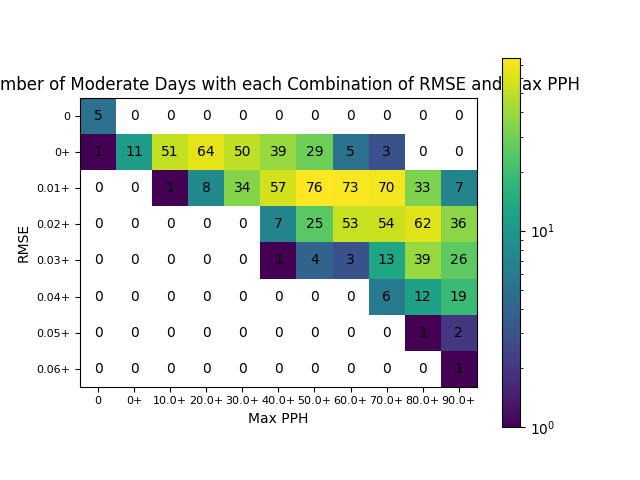 mber of Moderate Days with each Combination of RMSE and ax PPH
0 5 0 0 0 0 0 0 0 0 0 0
0+ 1 11 51 64 50 39 29 5 3 0 0
0.01+ 0 0 1 8 34 57 76 73 70 33 7
0.02+ 0 0 0 0 0 7 25 53 54 62 36
0.03+ 0 0 0 0 0 1 4 3 13 39 26
0.04+ 0 0 0 0 0 0 0 0 6 12 19
0.05+ 0 0 0 0 0 0 0 0 0 1 2
0.06+ 0 0 0 0 0 0 0 0 0 0 1
0 0+ 10.0+ 20.0+ 30.0+ 40.0+ 50.0+ 60.0+ 70.0+ 80.0+ 90.0+
Max PPH
RMSE
10¹
10⁰